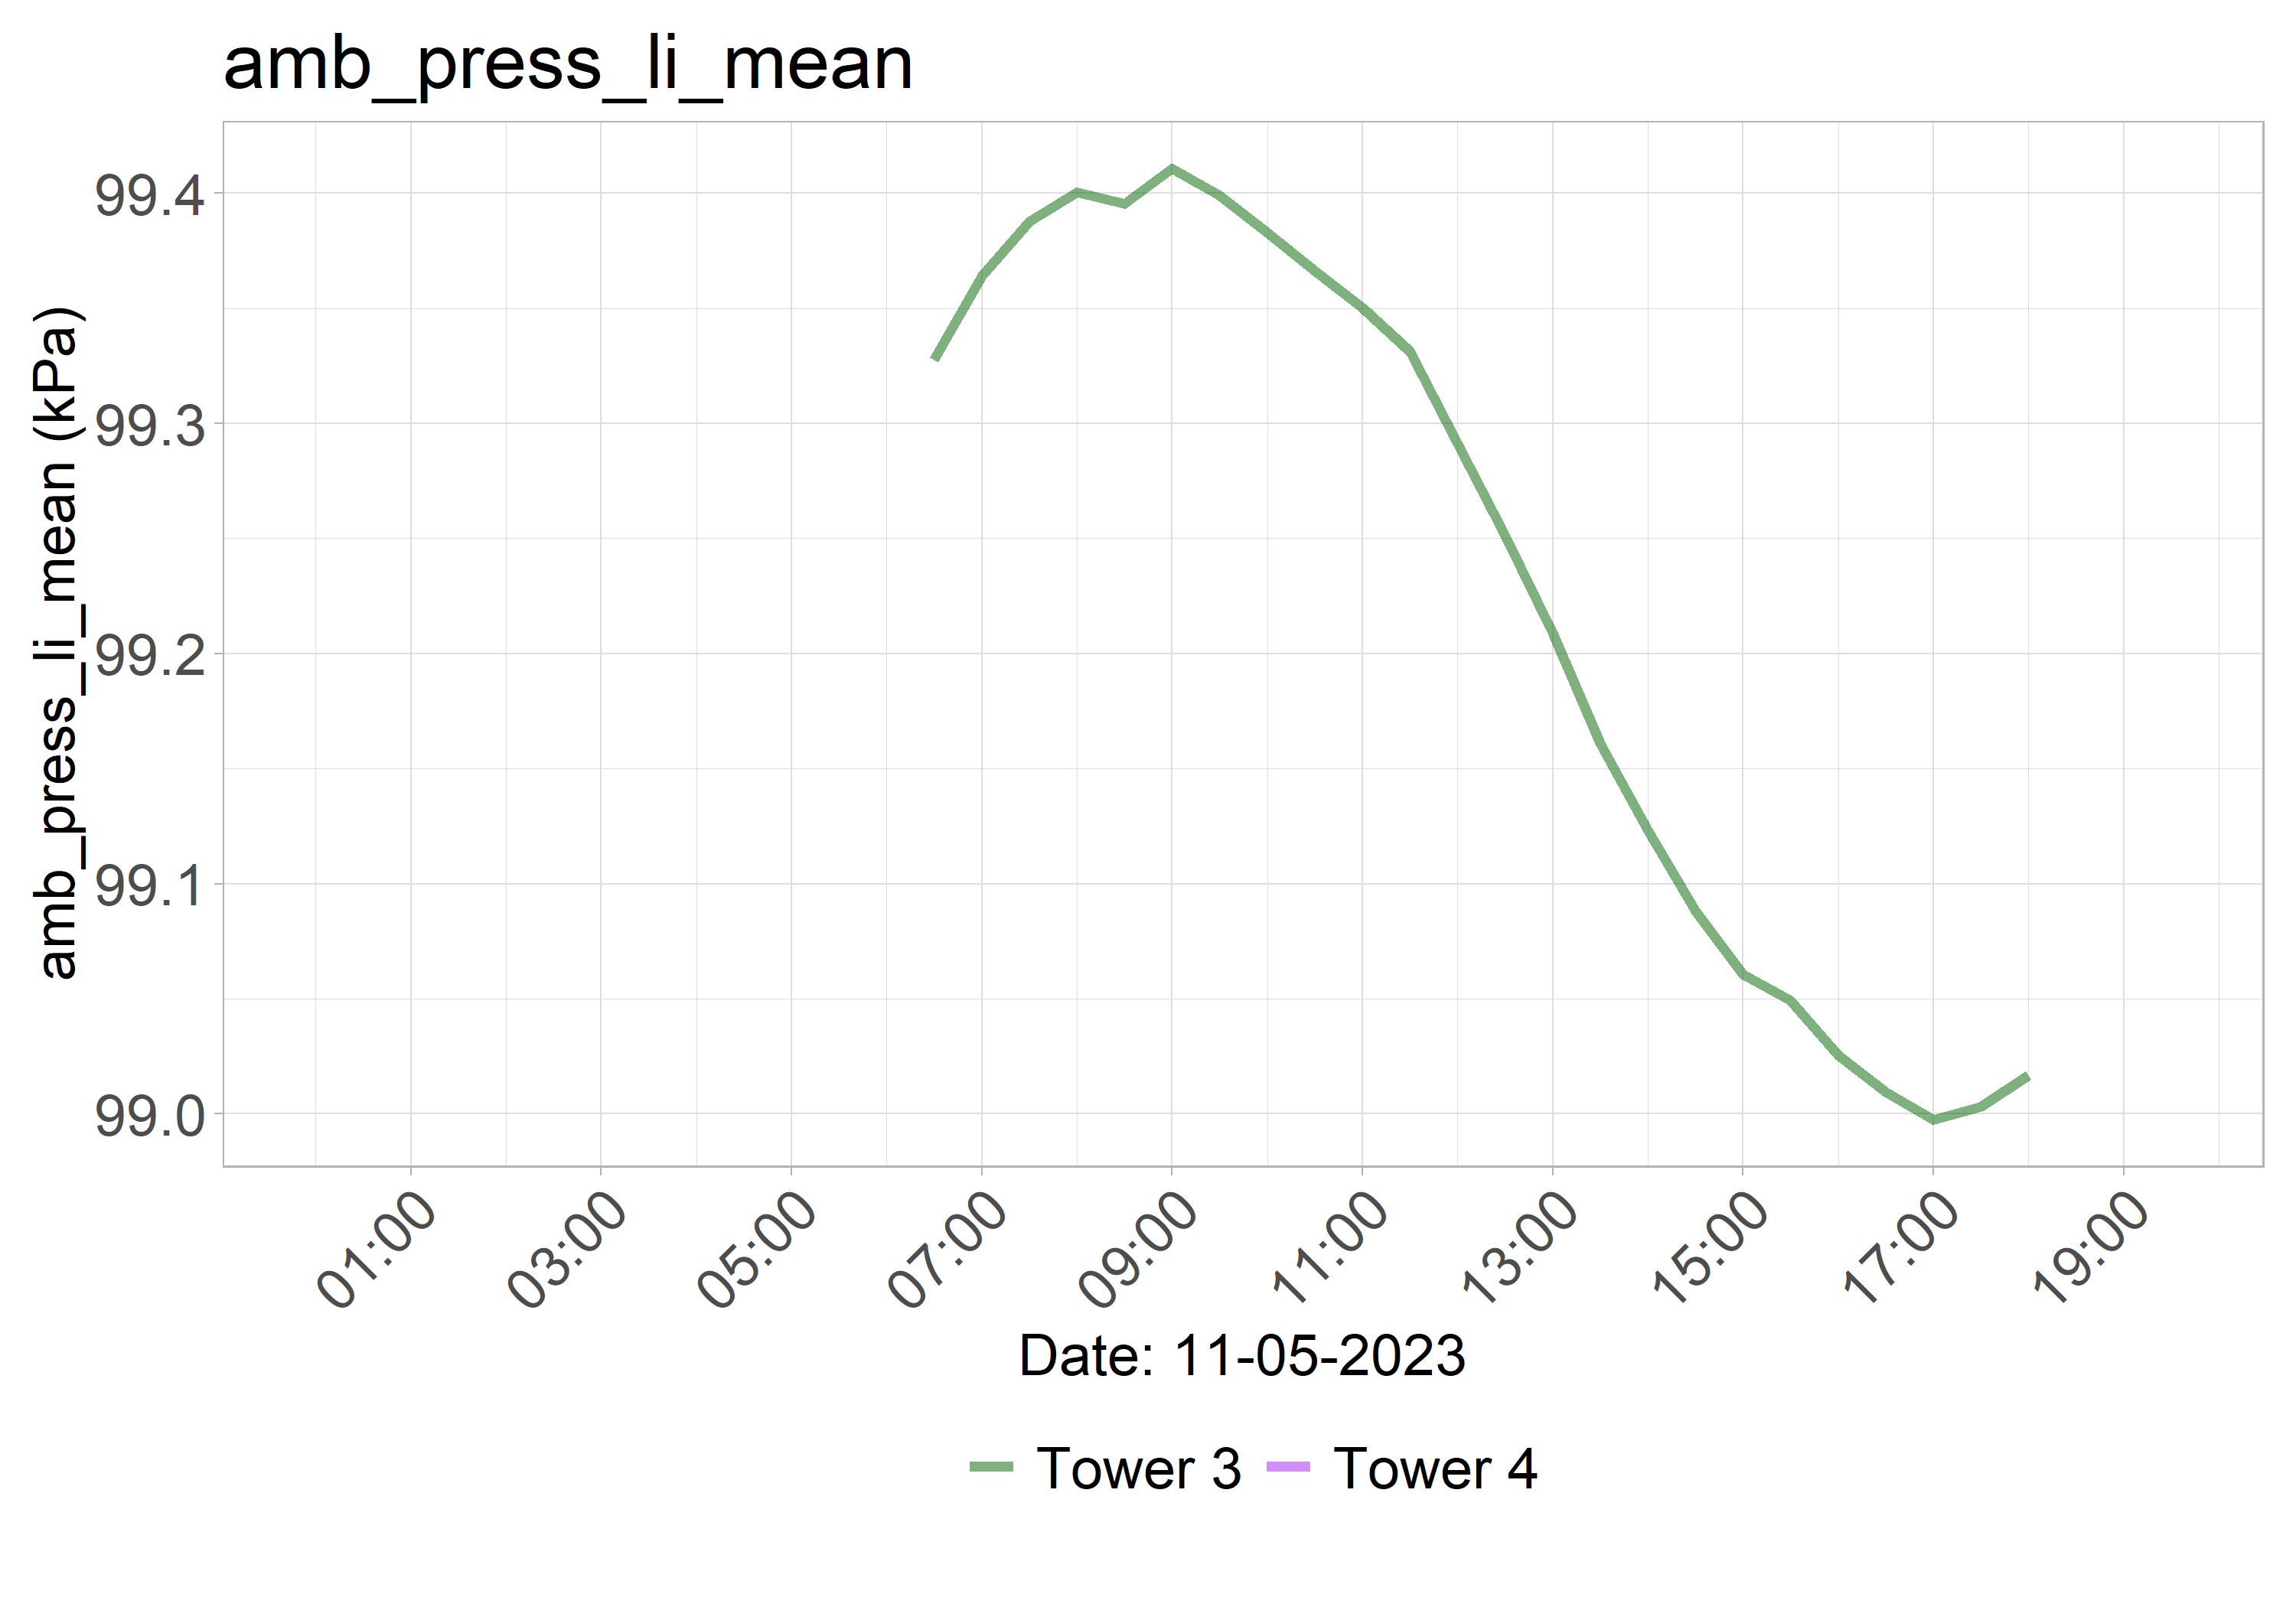 amb_press_li_mean
amb_press_li_mean (kPa)
99.4
99.3
99.2
99.1
99.0
01:00 03:00 05:00 07:00 09:00 11:00 13:00 15:00 17:00 19:00
Date: 11-05-2023
Tower 3 Tower 4